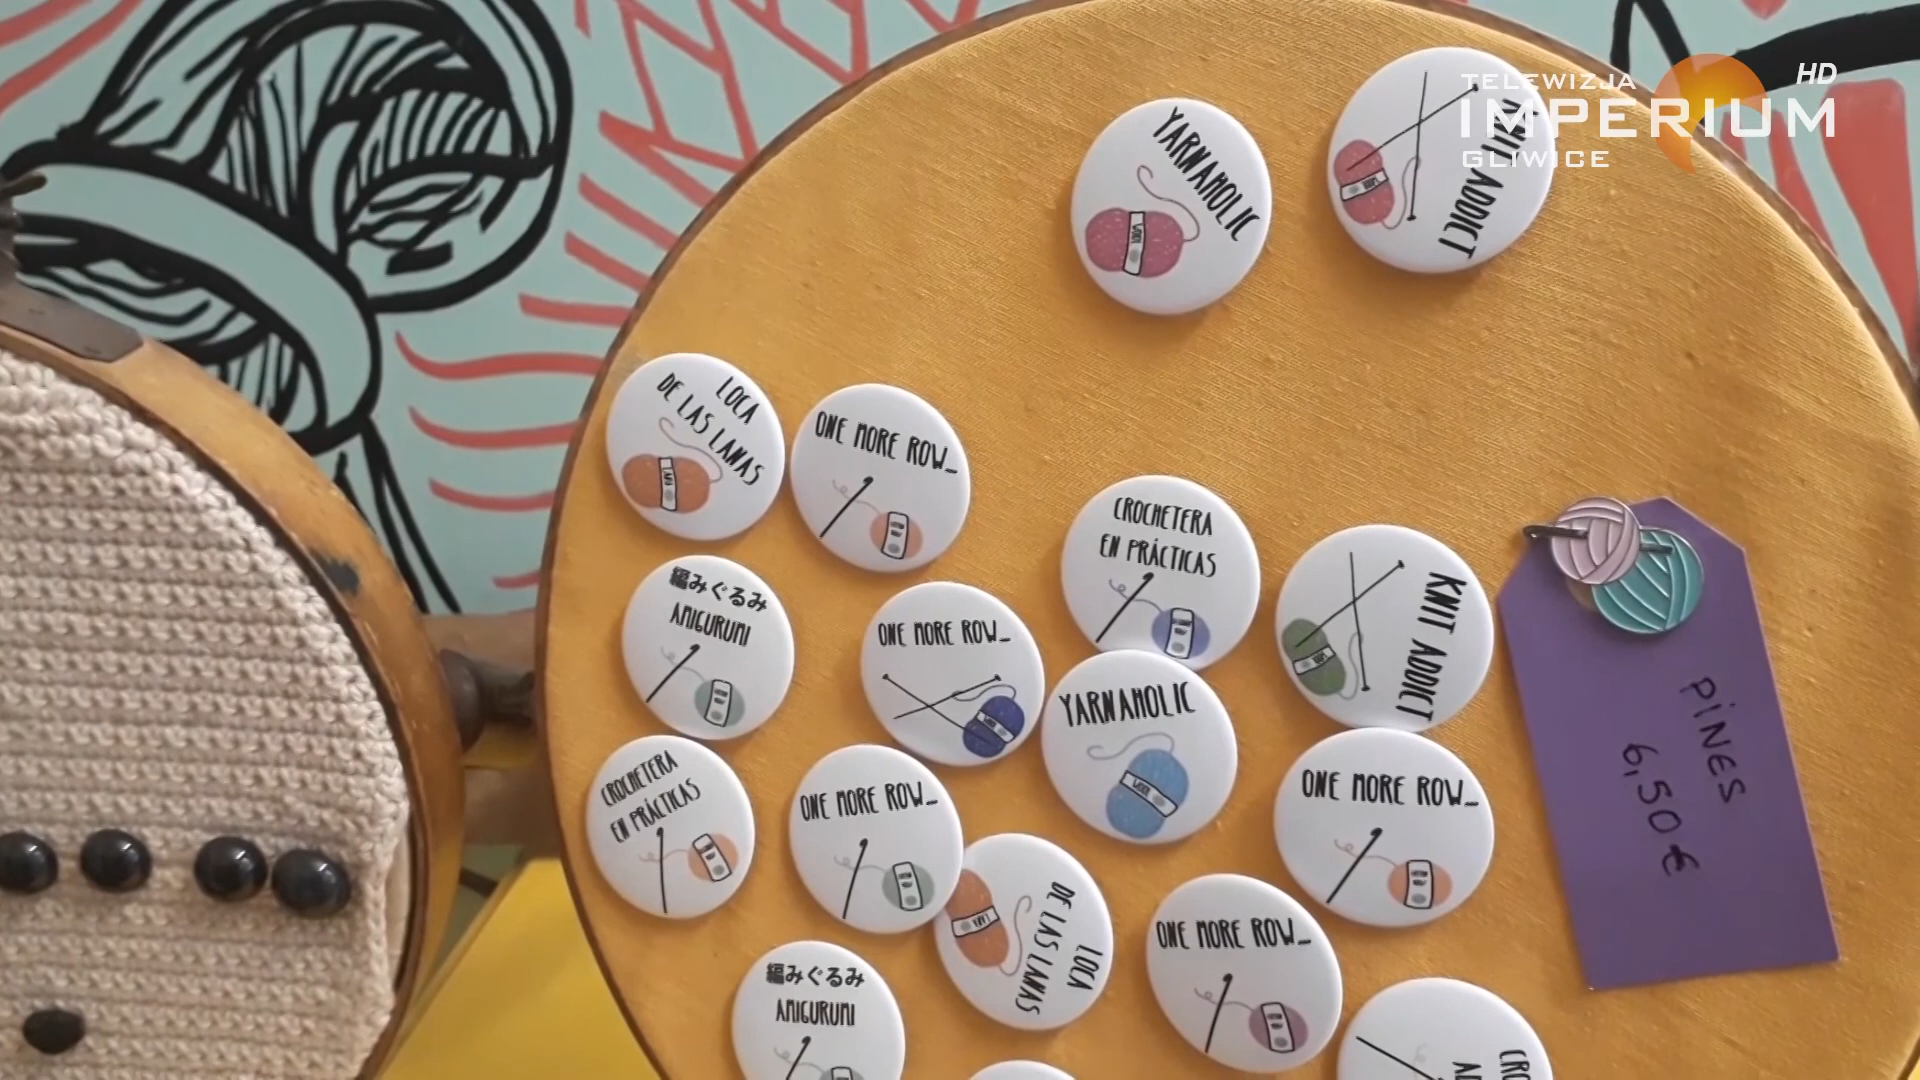 TELEWIZJA
IMPERIUM HD
GLIWICE
YARNAHOLIC
KNIT ADDICT
LOCA
DE LAS LANAS
ONE MORE ROW...
CROCHETERA
EN PRÁCTICAS
KNIT ADDICT
編みぐるみ
AMIGURUMI
ONE MORE ROW...
YARNAHOLIC
PINES
6,50€
CROCHETERA
EN PRÁCTICAS
ONE MORE ROW...
ONE MORE ROW...
LOCA
DE LAS LANAS
ONE MORE ROW...
編みぐるみ
AMIGURUMI